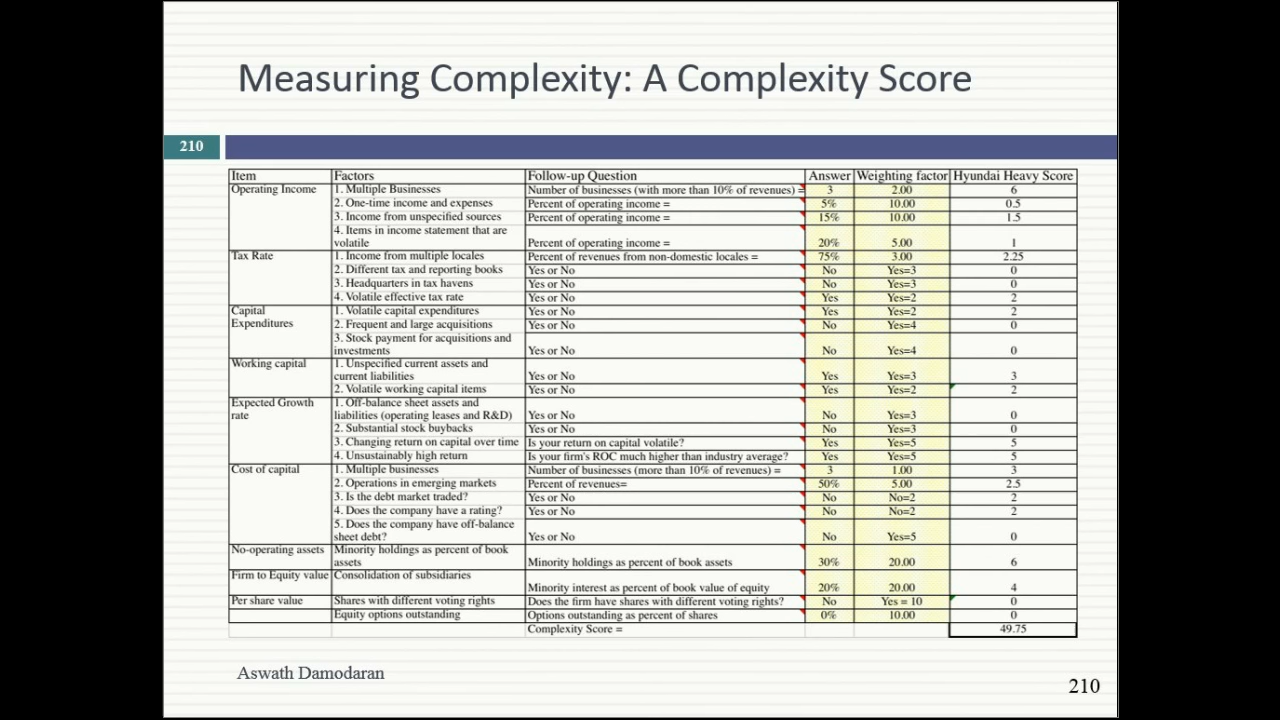 Measuring Complexity: A Complexity Score
210
Item Factors Follow-up Question Answer Weighting factor Hyundai Heavy Score
Operating Income 1. Multiple Businesses Number of businesses (with more than 10% of revenues) = 3 2.00 6
2. One-time income and expenses Percent of operating income = 5% 10.00 0.5
3. Income from unspecified sources Percent of operating income = 15% 10.00 1.5
4. Items in income statement that are
volatile Percent of operating income = 20% 5.00 1
Tax Rate 1. Income from multiple locales Percent of revenues from non-domestic locales = 75% 3.00 2.25
2. Different tax and reporting books Yes or No No Yes=3 0
3. Headquarters in tax havens Yes or No No Yes=3 0
4. Volatile effective tax rate Yes or No Yes Yes=2 2
Capital 1. Volatile capital expenditures Yes or No Yes Yes=2 2
Expenditures 2. Frequent and large acquisitions Yes or No No Yes=4 0
3. Stock payment for acquisitions and
investments Yes or No No Yes=4 0
Working capital 1. Unspecified current assets and
current liabilities Yes or No Yes Yes=3 3
2. Volatile working capital items Yes or No Yes Yes=2 2
Expected Growth 1. Off-balance sheet assets and
rate liabilities (operating leases and R&D) Yes or No No Yes=3 0
2. Substantial stock buybacks Yes or No No Yes=3 0
3. Changing return on capital over time Is your return on capital volatile? Yes Yes=5 5
4. Unsustainably high return Is your firm's ROC much higher than industry average? Yes Yes=5 5
Cost of capital 1. Multiple businesses Number of businesses (more than 10% of revenues) = 3 1.00 3
2. Operations in emerging markets Percent of revenues= 50% 5.00 2.5
3. Is the debt market traded? Yes or No No No=2 2
4. Does the company have a rating? Yes or No No No=2 2
5. Does the company have off-balance
sheet debt? Yes or No No Yes=5 0
No-operating assets Minority holdings as percent of book
assets Minority holdings as percent of book assets 30% 20.00 6
Firm to Equity value Consolidation of subsidiaries
Minority interest as percent of book value of equity 20% 20.00 4
Per share value Shares with different voting rights Does the firm have shares with different voting rights? No Yes = 10 0
Equity options outstanding Options outstanding as percent of shares 0% 10.00 0
Complexity Score = 49.75
Aswath Damodaran
210